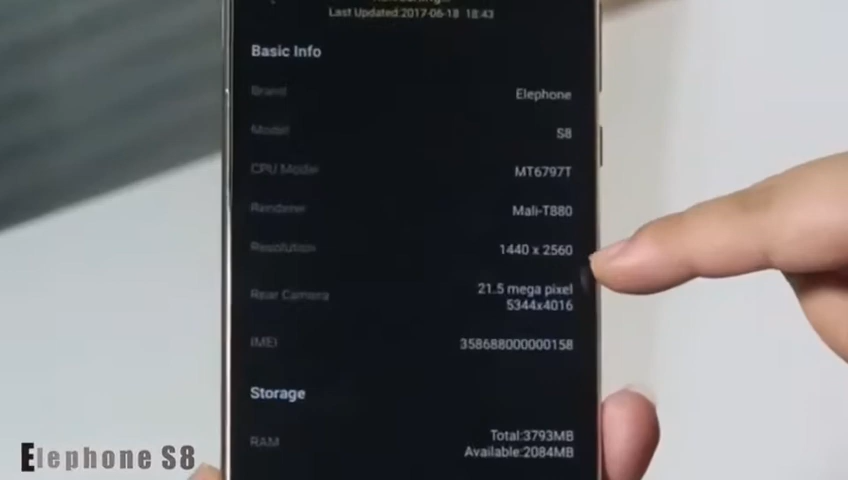 Last Updated:2017-06-18 18:43
Basic Info
Brand Elephone
Model S8
CPU Model MT6797T
Renderer Mali-T880
Resolution 1440 x 2560
Rear Camera 21.5 mega pixel
5344x4016
IMEI 358688000000158
Storage
RAM Total:3793MB
Available:2084MB
Elephone S8